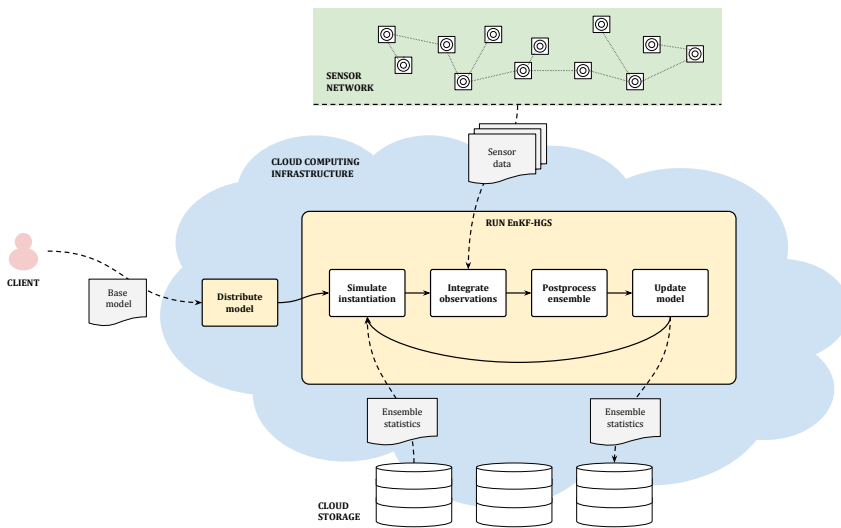 SENSOR
NETWORK
Sensor
data
CLOUD COMPUTING
INFRASTRUCTURE
RUN EnKF-HGS
CLIENT
Base
model
Distribute
model
Simulate
instantiation
Integrate
observations
Postprocess
ensemble
Update
model
Ensemble
statistics
Ensemble
statistics
CLOUD
STORAGE